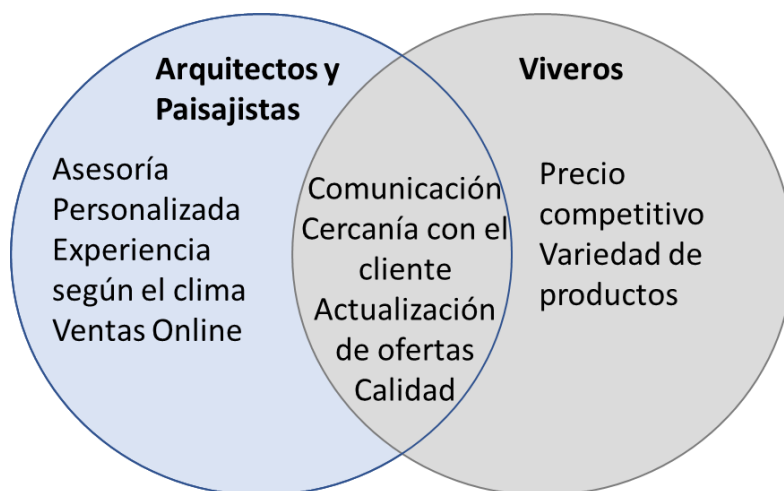 Arquitectos y
Paisajistas
Asesoría
Personalizada
Experiencia
según el clima
Ventas Online
Comunicación
Cercanía con el
cliente
Actualización
de ofertas
Calidad
Viveros
Precio
competitivo
Variedad de
productos